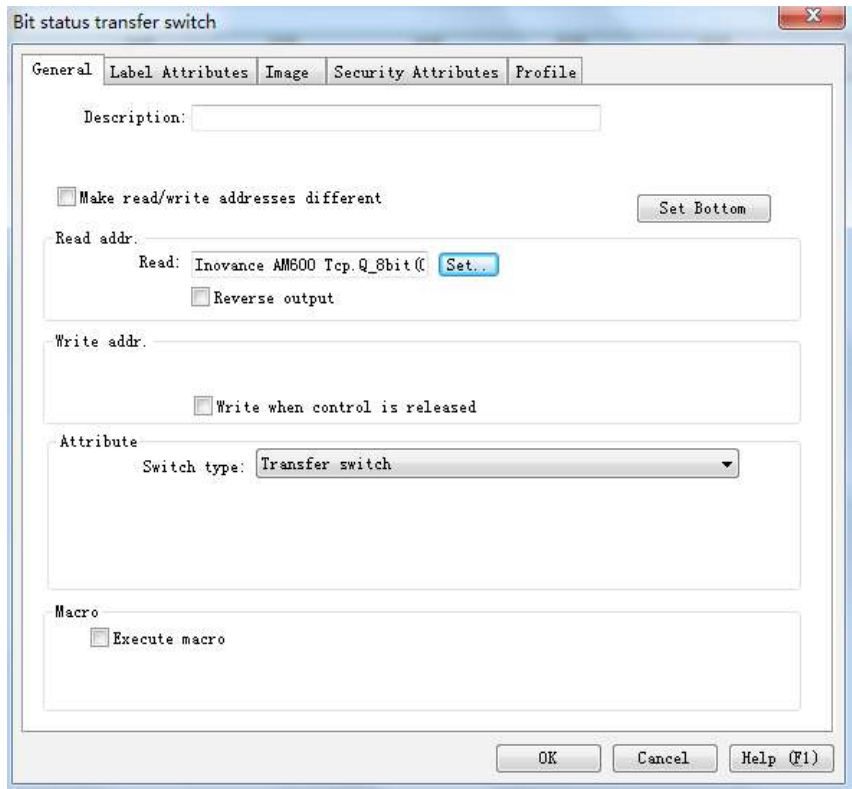 Bit status transfer switch
General Label Attributes Image Security Attributes Profile
Description:
Make read/write addresses different
Set Bottom
Read addr.
Read: Inovance AM600 Tcp.Q_8bit( Set..
Reverse output
Write addr.
Write when control is released
Attribute
Switch type: Transfer switch
Macro
Execute macro
OK Cancel Help (F1)